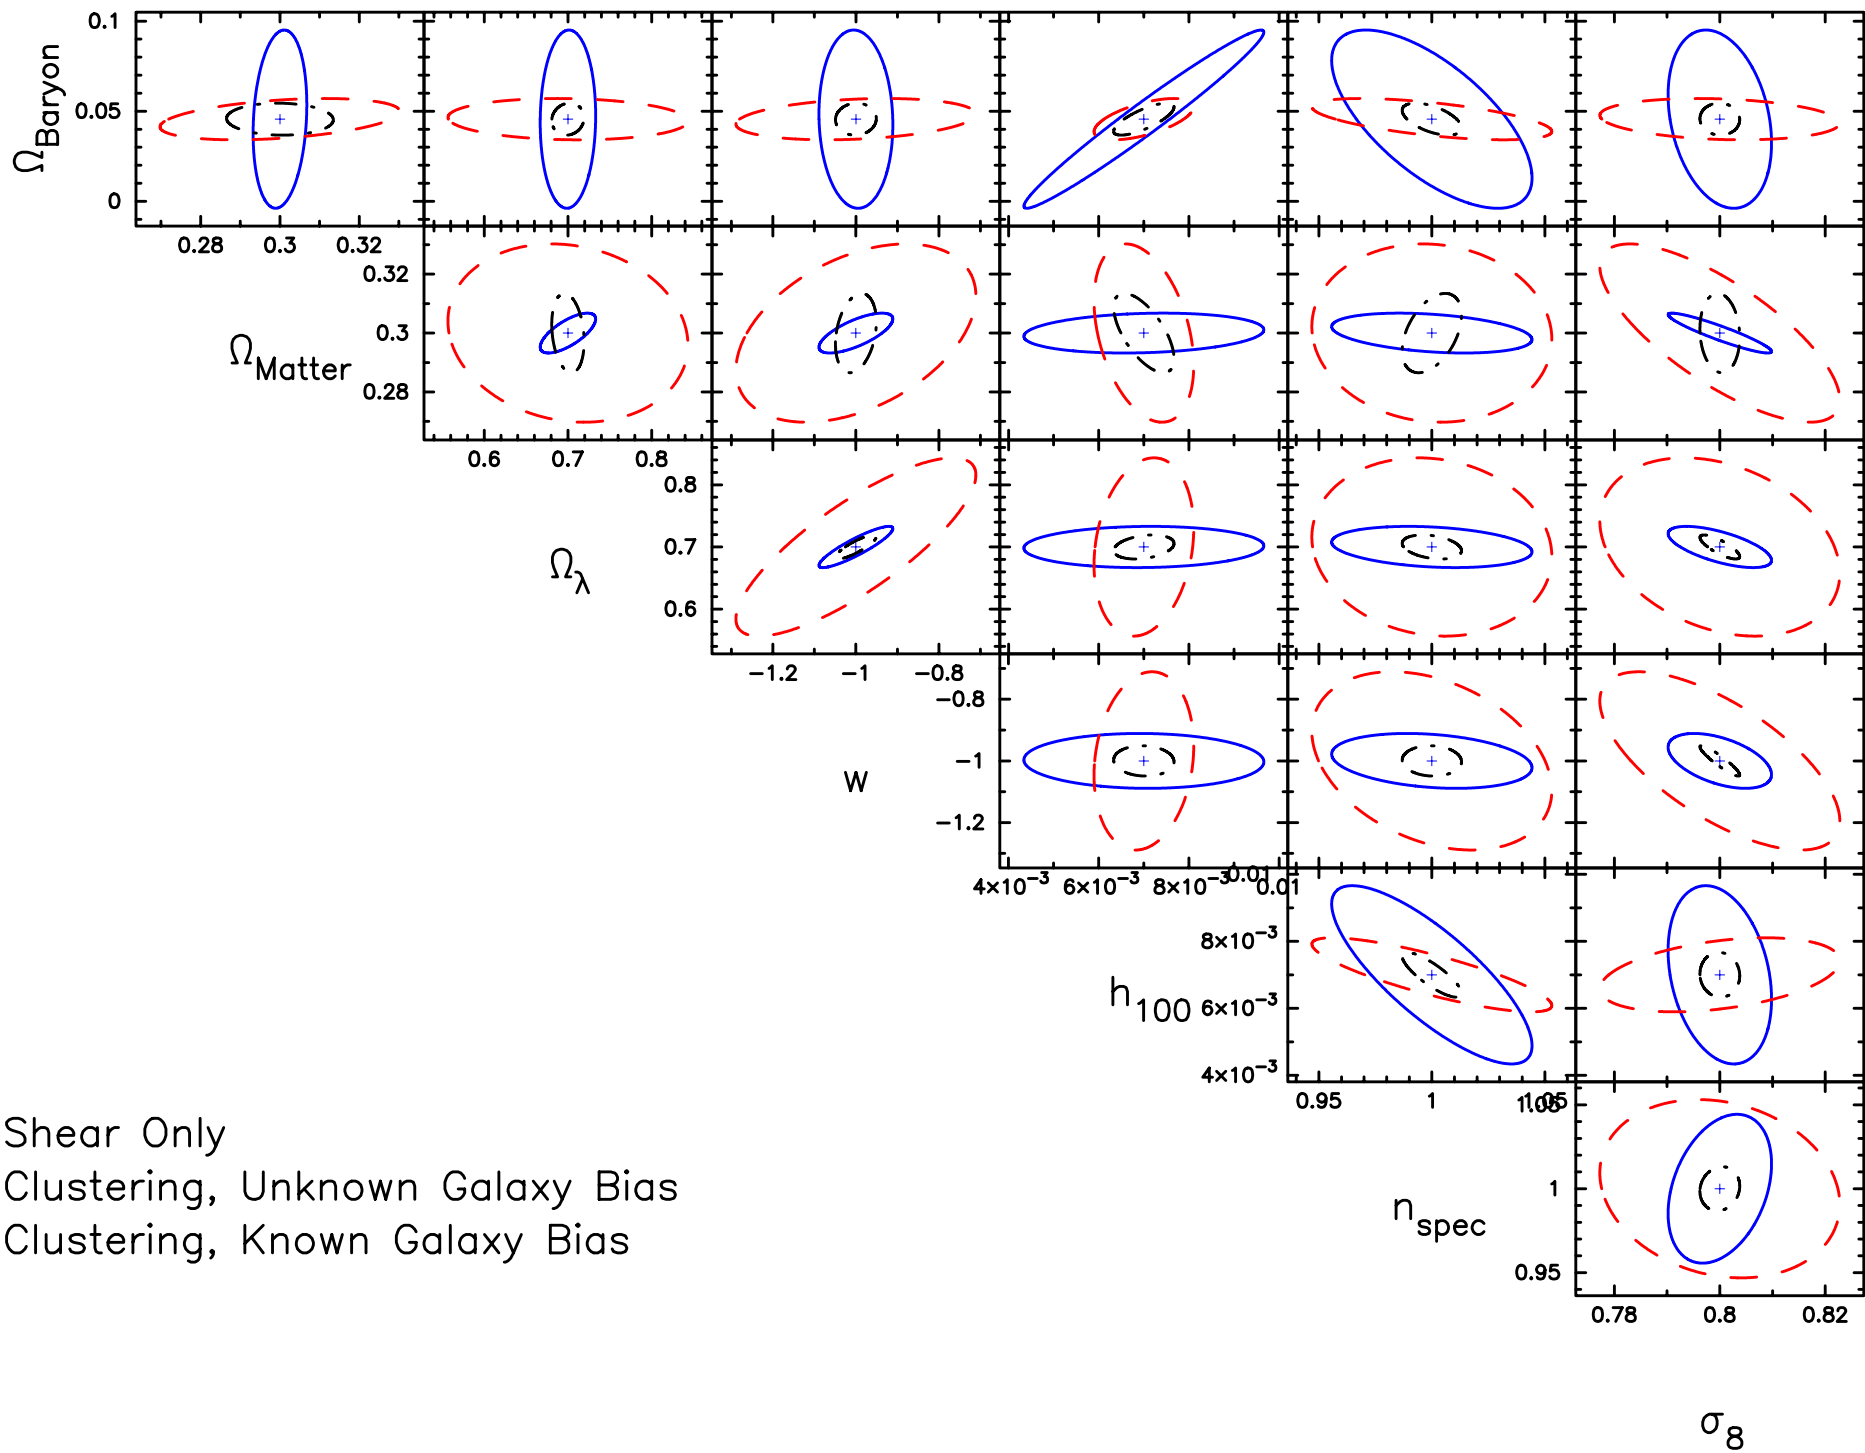 0.1
0.05
0
Ω_Baryon
0.28 0.3 0.32
0.32
0.3
0.28
Ω_Matter
0.6 0.7 0.8
0.8
0.7
0.6
Ω_λ
−1.2 −1 −0.8
−0.8
−1
−1.2
w
4×10⁻³ 6×10⁻³ 8×10⁻³ 0.01 0.01
8×10⁻³
6×10⁻³
4×10⁻³
h_100
0.95 1 1.05 1.05
Shear Only
Clustering, Unknown Galaxy Bias
Clustering, Known Galaxy Bias
1
0.95
n_spec
0.78 0.8 0.82
σ_8